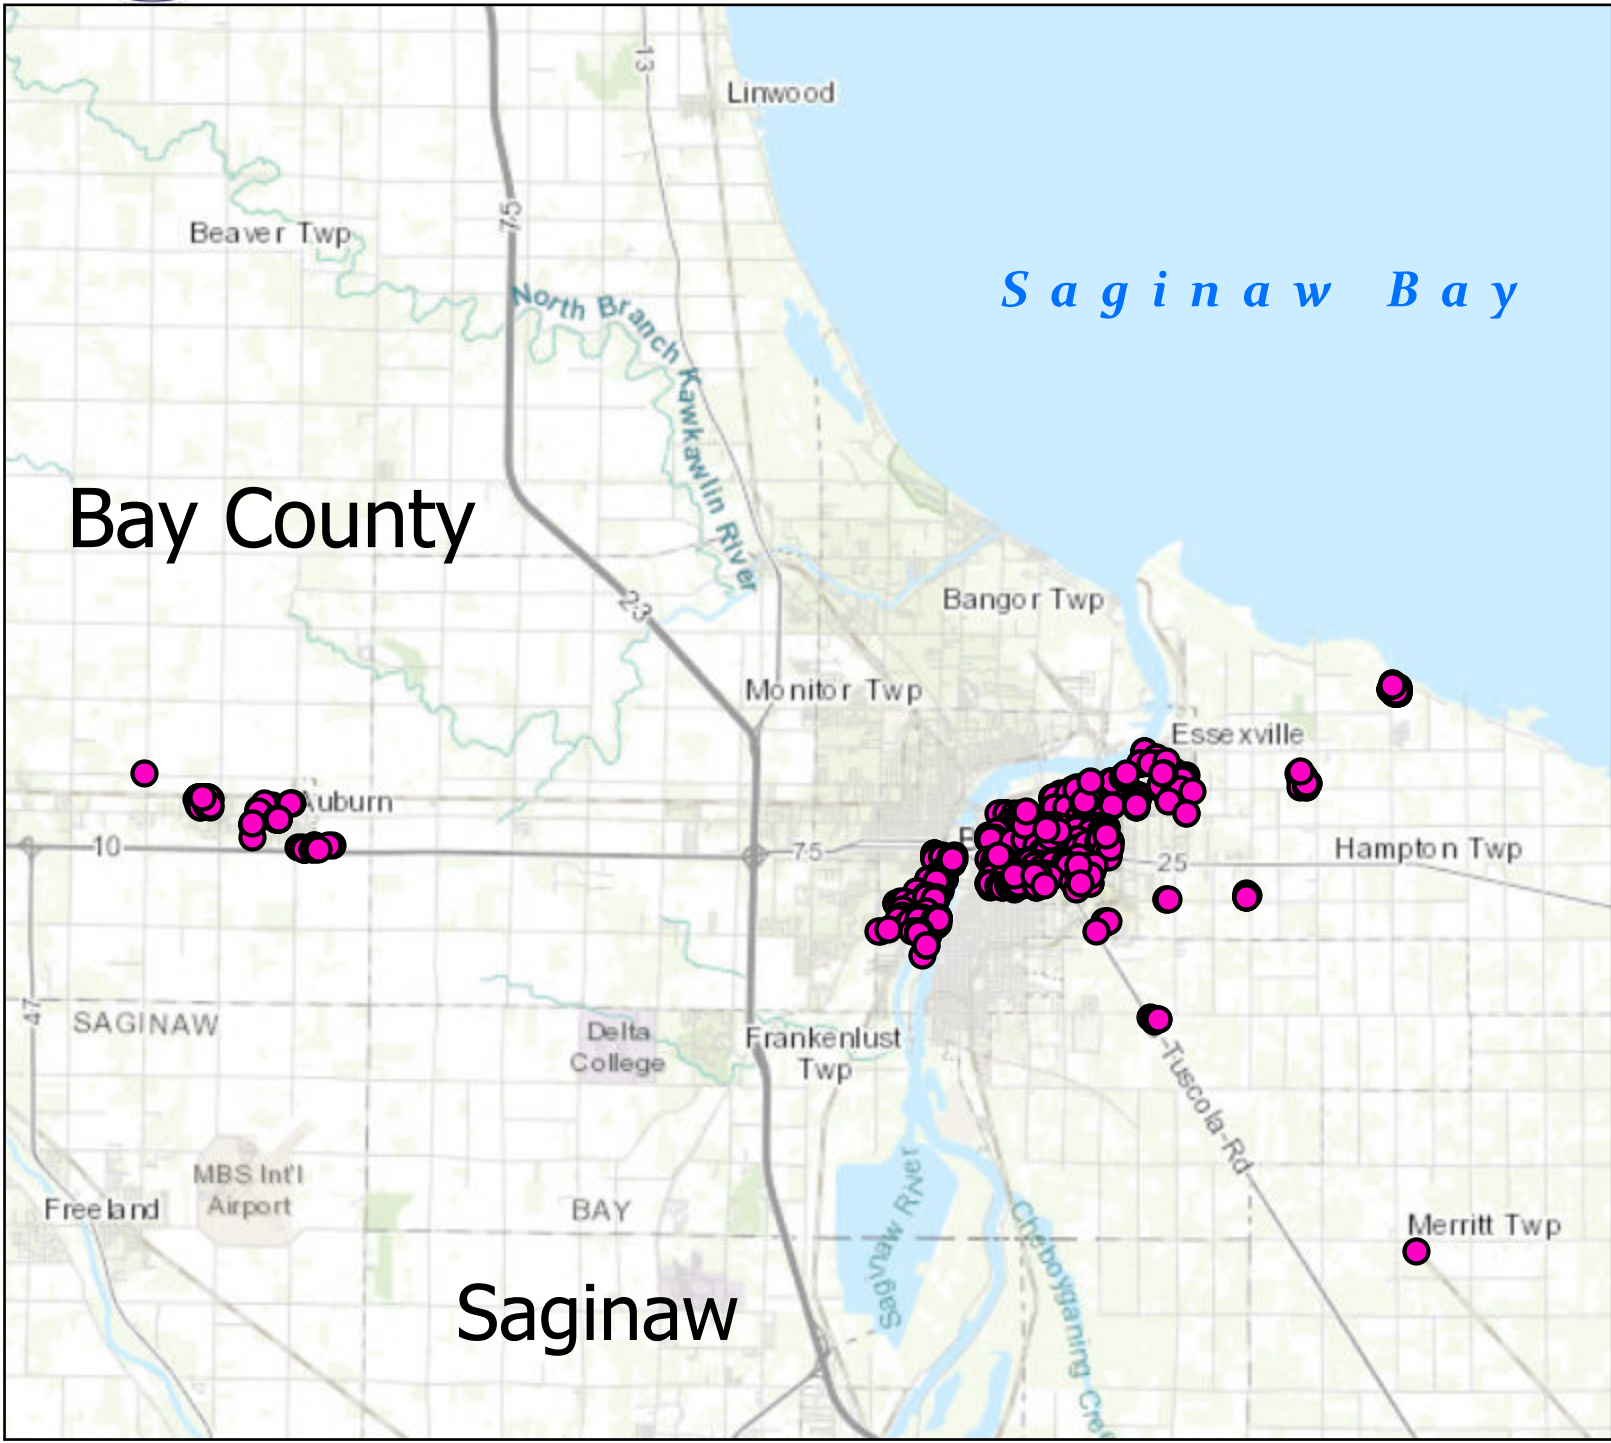 13
Linwood
75
Beaver Twp
Saginaw Bay
North Branch Kawkawlin River
Bay County
23
Bangor Twp
Monitor Twp
Essexville
Auburn
10
75
25
Hampton Twp
47
SAGINAW
Delta
College
Frankenlust
Twp
Tuscola-Rd
MBS Int'l
Airport
Freeland
BAY
Saginaw River
Cheboyganing Cree
Merritt Twp
Saginaw